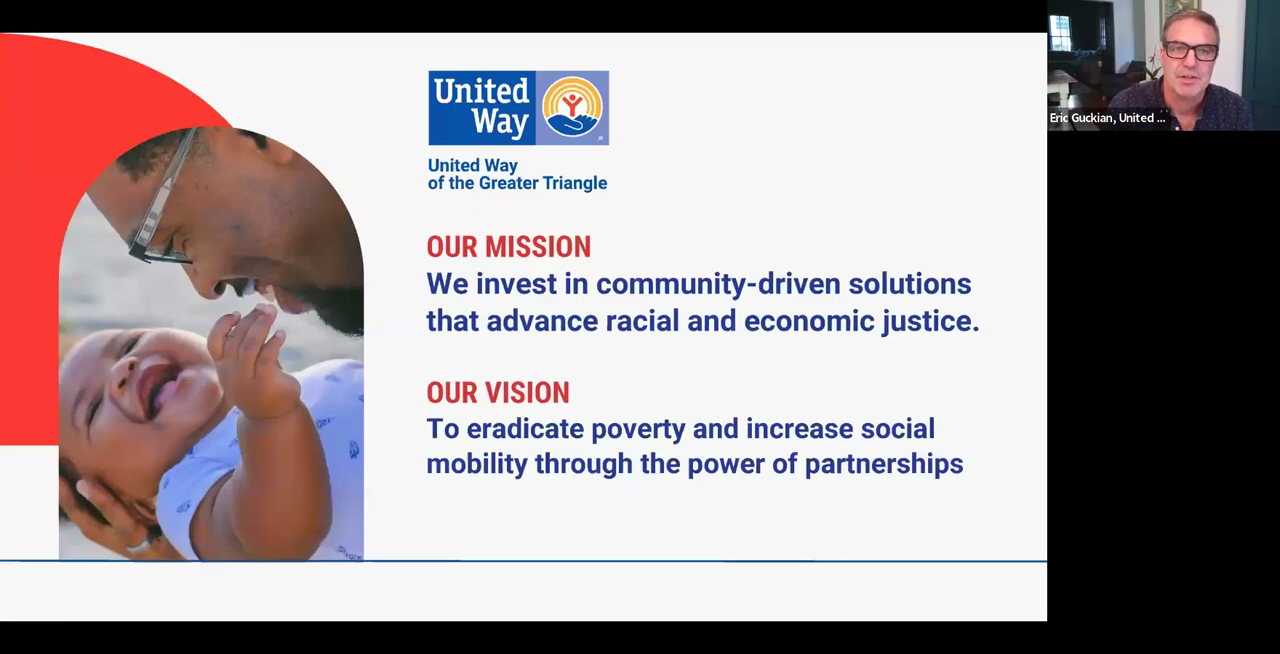 United
Way
United Way
of the Greater Triangle
OUR MISSION
We invest in community-driven solutions
that advance racial and economic justice.
OUR VISION
To eradicate poverty and increase social
mobility through the power of partnerships
Eric Guckian, United ...